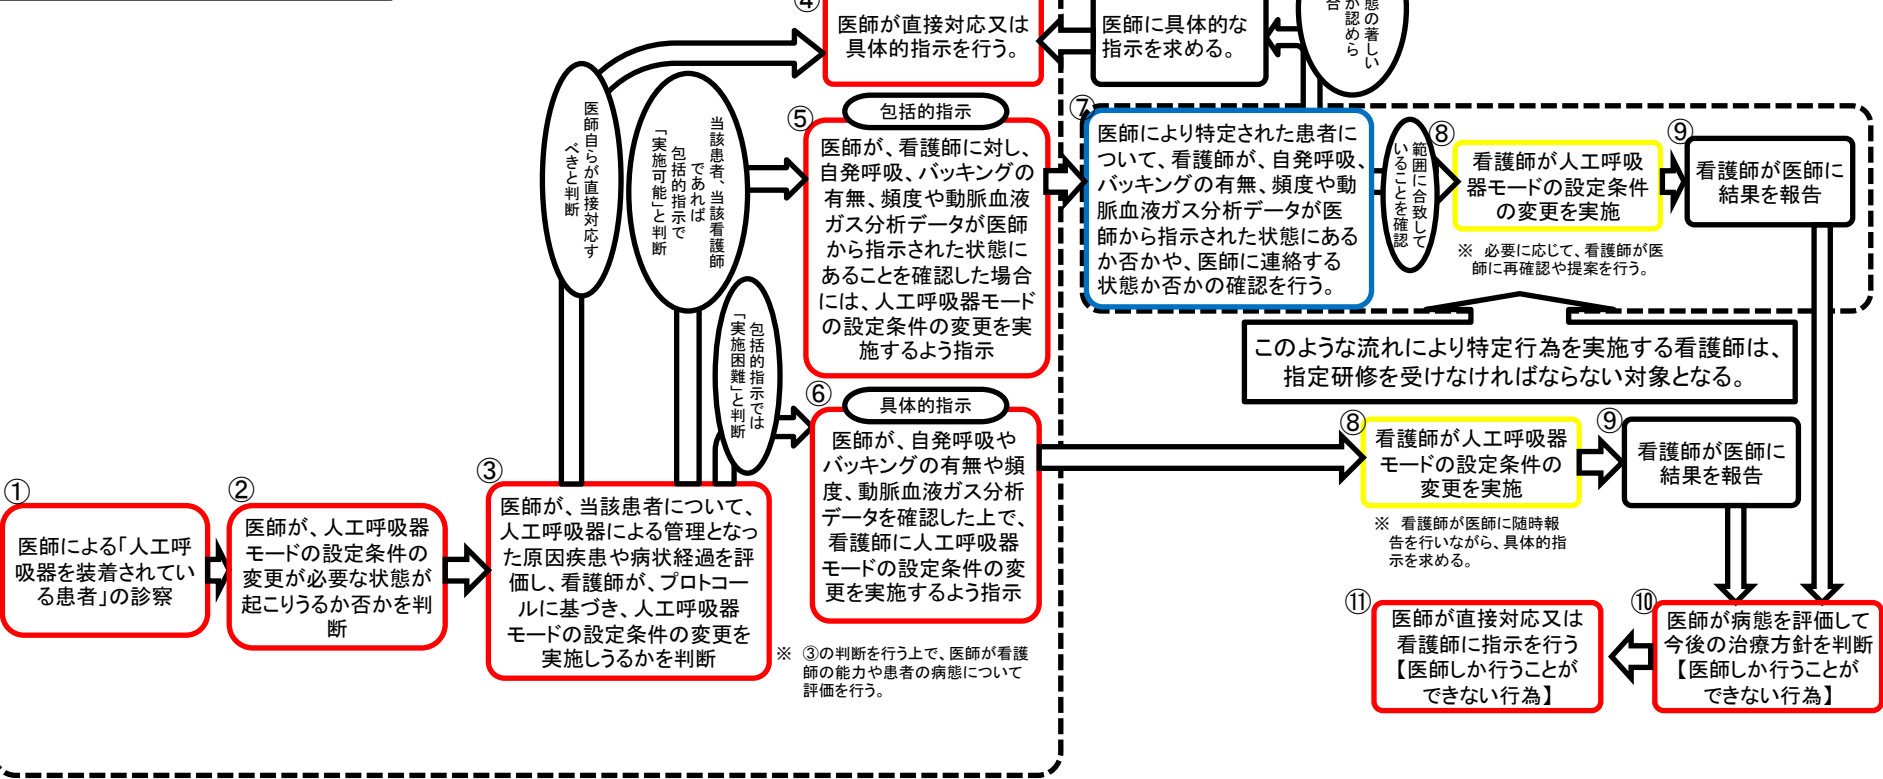 ④
医師が直接対応又は
具体的指示を行う。
医師に具体的な
指示を求める。
態の著しい
が認めら
合
医師自らが直接対応す
べきと判断
当該患者、当該看護師
であれば
包括的指示で
「実施可能」と判断
包括的指示では
「実施困難」と判断
⑤
包括的指示
医師が、看護師に対し、
自発呼吸、バッキングの
有無、頻度や動脈血液
ガス分析データが医師
から指示された状態に
あることを確認した場合
には、人工呼吸器モード
の設定条件の変更を実
施するよう指示
⑦
医師により特定された患者に
ついて、看護師が、自発呼吸、
バッキングの有無、頻度や動
脈血液ガス分析データが医
師から指示された状態にある
か否かや、医師に連絡する
状態か否かの確認を行う。
範囲に合致して
いることを確認
⑧
看護師が人工呼吸
器モードの設定条件
の変更を実施
※ 必要に応じて、看護師が医
師に再確認や提案を行う。
⑨
看護師が医師に
結果を報告
このような流れにより特定行為を実施する看護師は、
指定研修を受けなければならない対象となる。
⑥
具体的指示
医師が、自発呼吸や
バッキングの有無や頻
度、動脈血液ガス分析
データを確認した上で、
看護師に人工呼吸器
モードの設定条件の変
更を実施するよう指示
⑧
看護師が人工呼吸器
モードの設定条件の
変更を実施
※ 看護師が医師に随時報
告を行いながら、具体的指
示を求める。
⑨
看護師が医師に
結果を報告
①
医師による「人工呼
吸器を装着されてい
る患者」の診察
②
医師が、人工呼吸器
モードの設定条件の
変更が必要な状態が
起こりうるか否かを判
断
③
医師が、当該患者について、
人工呼吸器による管理となっ
た原因疾患や病状経過を評
価し、看護師が、プロトコー
ルに基づき、人工呼吸器
モードの設定条件の変更を
実施しうるかを判断
※ ③の判断を行う上で、医師が看護
師の能力や患者の病態について
評価を行う。
⑪
医師が直接対応又は
看護師に指示を行う
【医師しか行うことが
できない行為】
⑩
医師が病態を評価して
今後の治療方針を判断
【医師しか行うことが
できない行為】